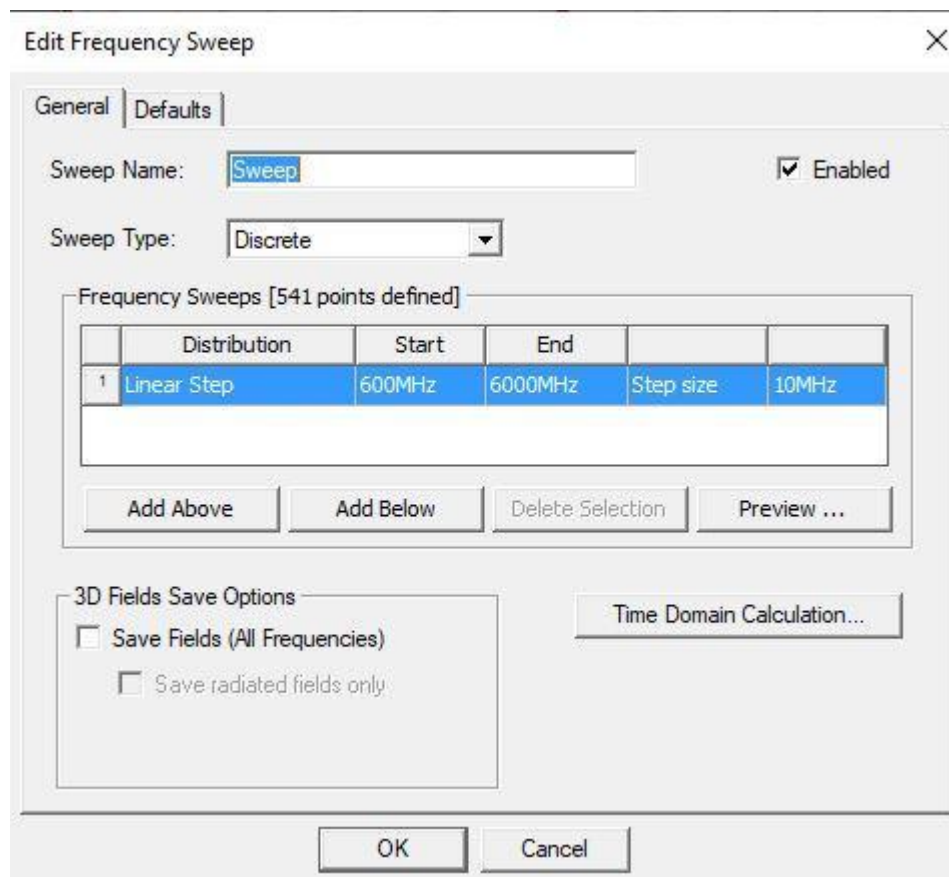 Edit Frequency Sweep
General Defaults
Sweep Name: Sweep Enabled
Sweep Type: Discrete
Frequency Sweeps [541 points defined]
Distribution Start End
1 Linear Step 600MHz 6000MHz Step size 10MHz
Add Above Add Below Delete Selection Preview ...
3D Fields Save Options
Time Domain Calculation...
Save Fields (All Frequencies)
Save radiated fields only
OK Cancel